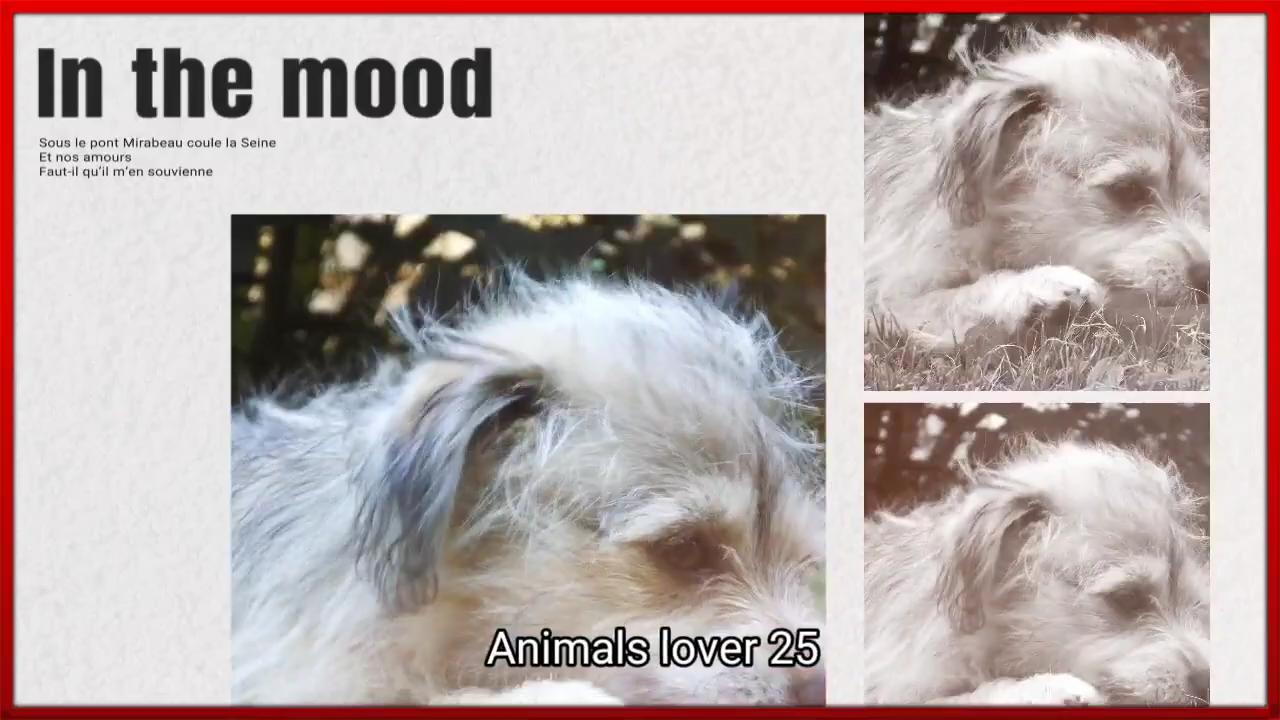 In the mood
Sous le pont Mirabeau coule la Seine
Et nos amours
Faut-il qu'il m'en souvienne
Animals lover 25